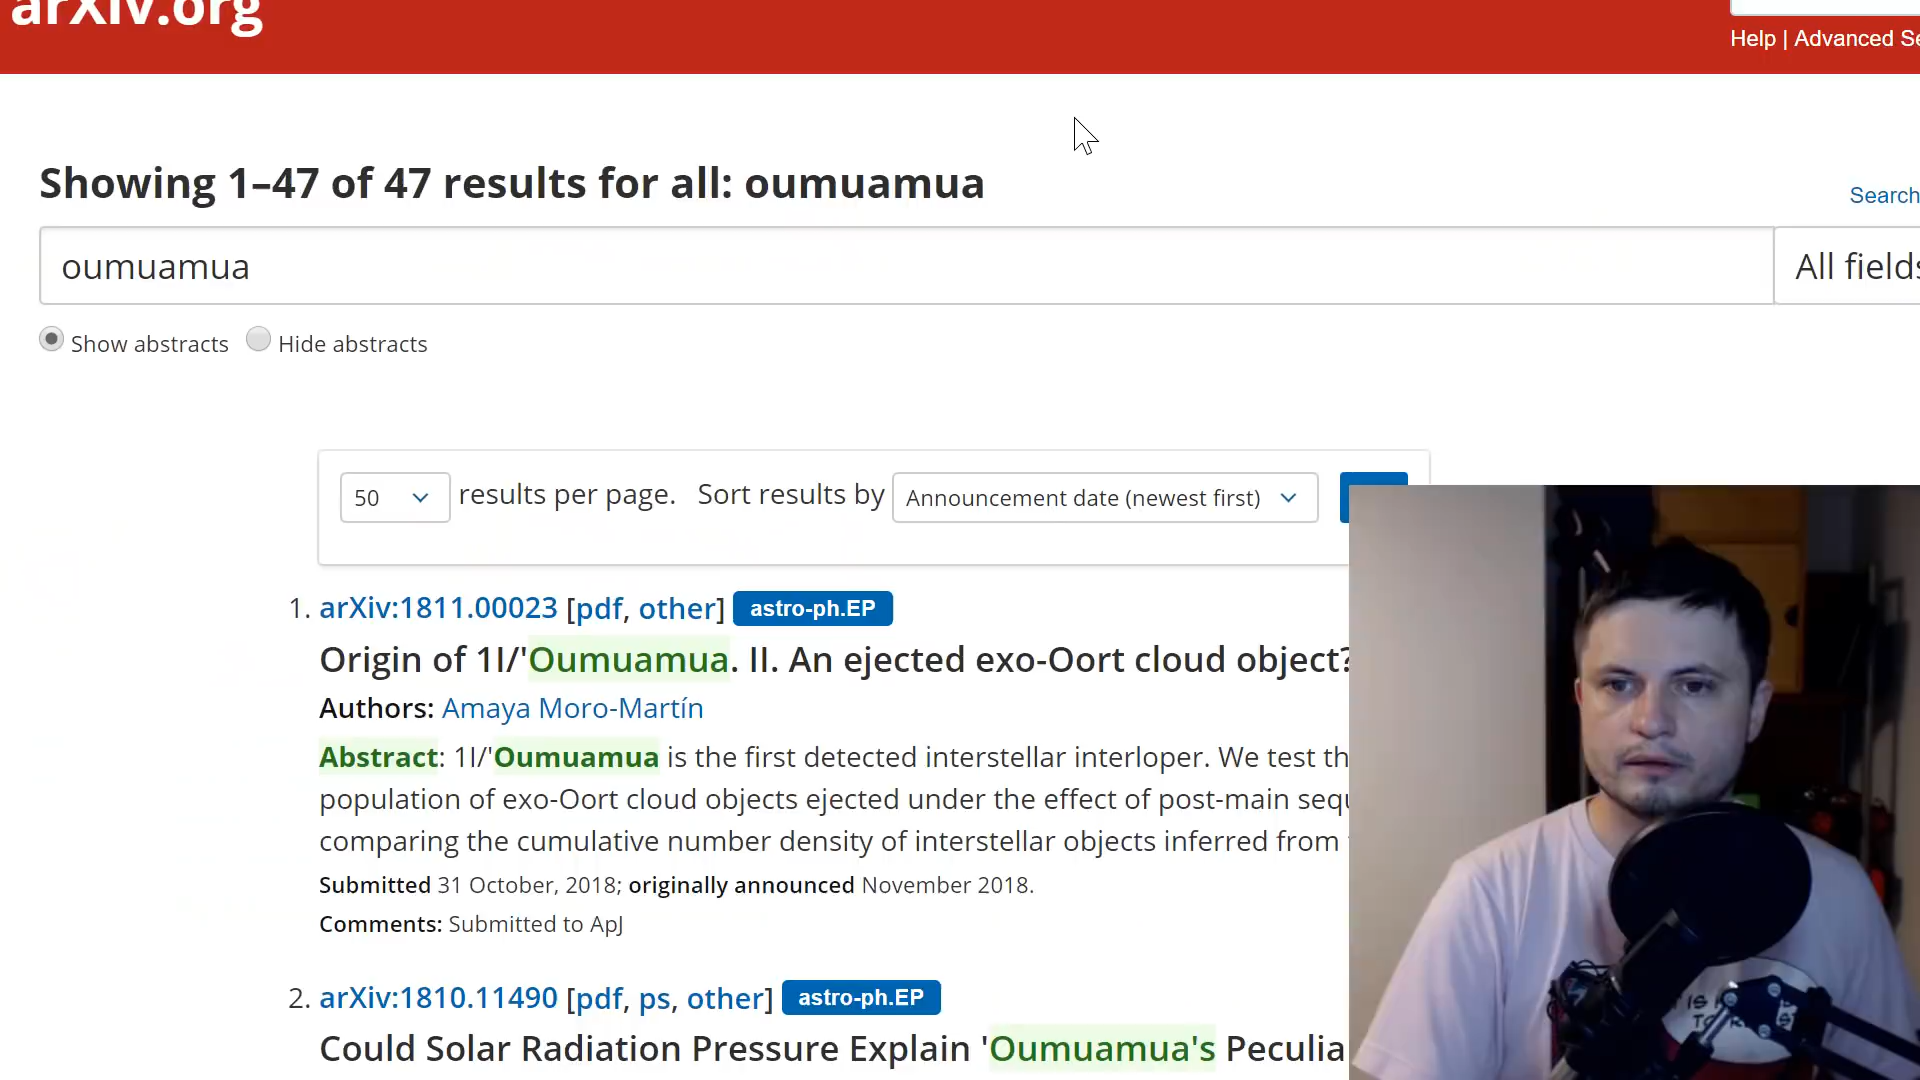 arXiv.org
Help | Advanced Se
Showing 1–47 of 47 results for all: oumuamua
Search
oumuamua
All fields
Show abstracts Hide abstracts
50 results per page. Sort results by Announcement date (newest first)
1. arXiv:1811.00023 [pdf, other] astro-ph.EP
Origin of 1I/'Oumuamua. II. An ejected exo-Oort cloud object?
Authors: Amaya Moro-Martín
Abstract: 1I/'Oumuamua is the first detected interstellar interloper. We test th
population of exo-Oort cloud objects ejected under the effect of post-main sequ
comparing the cumulative number density of interstellar objects inferred from
Submitted 31 October, 2018; originally announced November 2018.
Comments: Submitted to ApJ
2. arXiv:1810.11490 [pdf, ps, other] astro-ph.EP
Could Solar Radiation Pressure Explain 'Oumuamua's Peculia